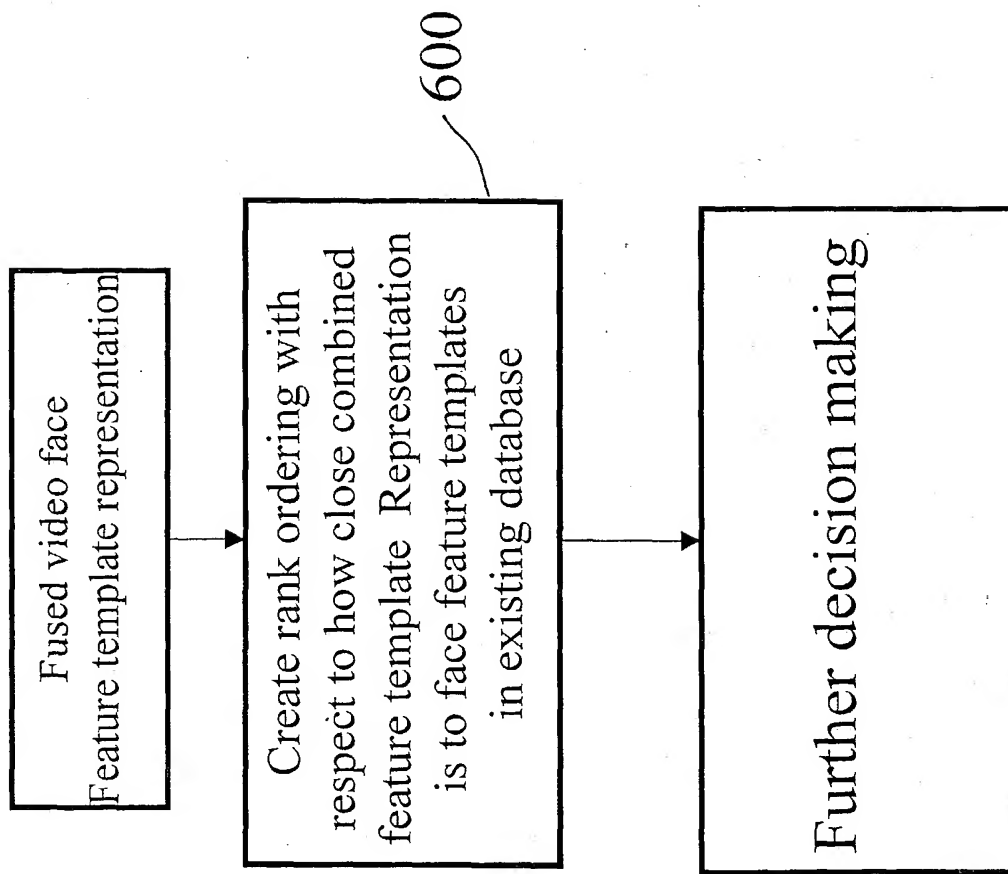 Fused video face
Feature template representation
Create rank ordering with
respect to how close combined
feature template Representation
is to face feature templates
in existing database
600
Further decision making